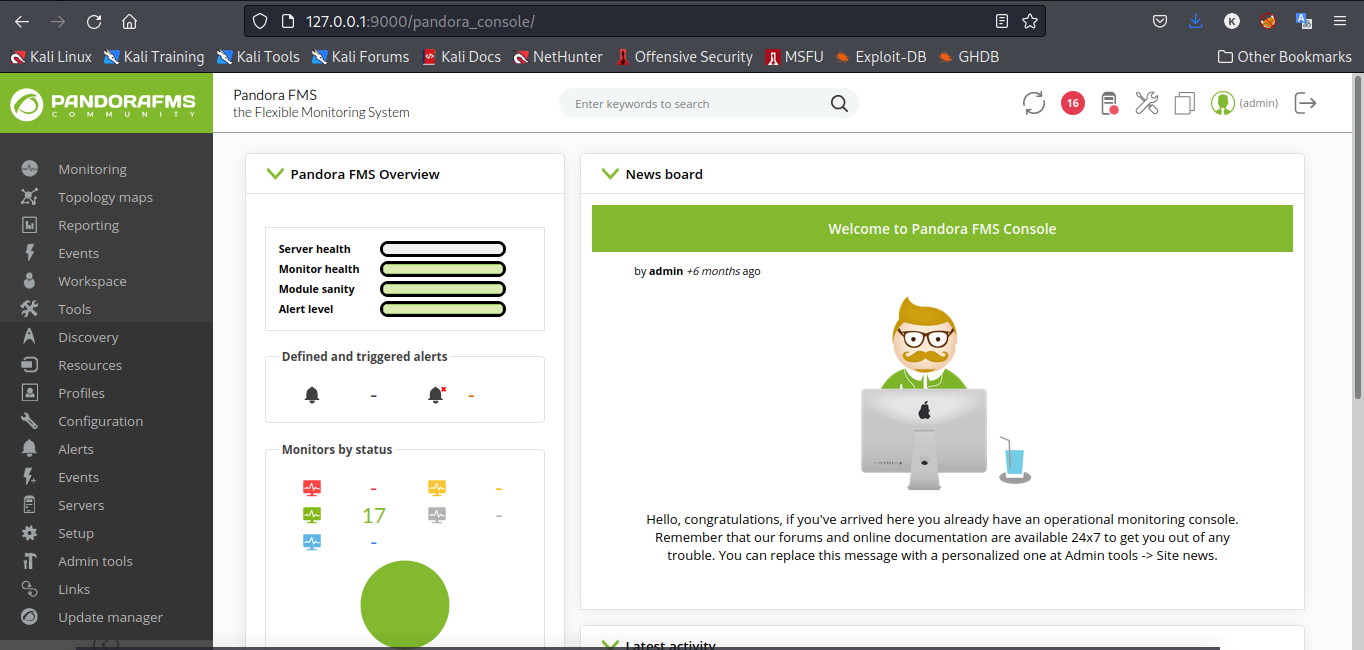 127.0.0.1:9000/pandora_console/
Kali Linux Kali Training Kali Tools Kali Forums Kali Docs NetHunter Offensive Security MSFU Exploit-DB GHDB Other Bookmarks
PANDORAFMS
COMMUNITY
Pandora FMS
the Flexible Monitoring System
Enter keywords to search
16
(admin)
Monitoring
Topology maps
Reporting
Events
Workspace
Tools
Discovery
Resources
Profiles
Configuration
Alerts
Events
Servers
Setup
Admin tools
Links
Update manager
Pandora FMS Overview
Server health
Monitor health
Module sanity
Alert level
Defined and triggered alerts
- -
Monitors by status
- -
17 -
-
News board
Welcome to Pandora FMS Console
by admin +6 months ago
Hello, congratulations, if you've arrived here you already have an operational monitoring console.
Remember that our forums and online documentation are available 24x7 to get you out of any
trouble. You can replace this message with a personalized one at Admin tools -> Site news.
Latest activity